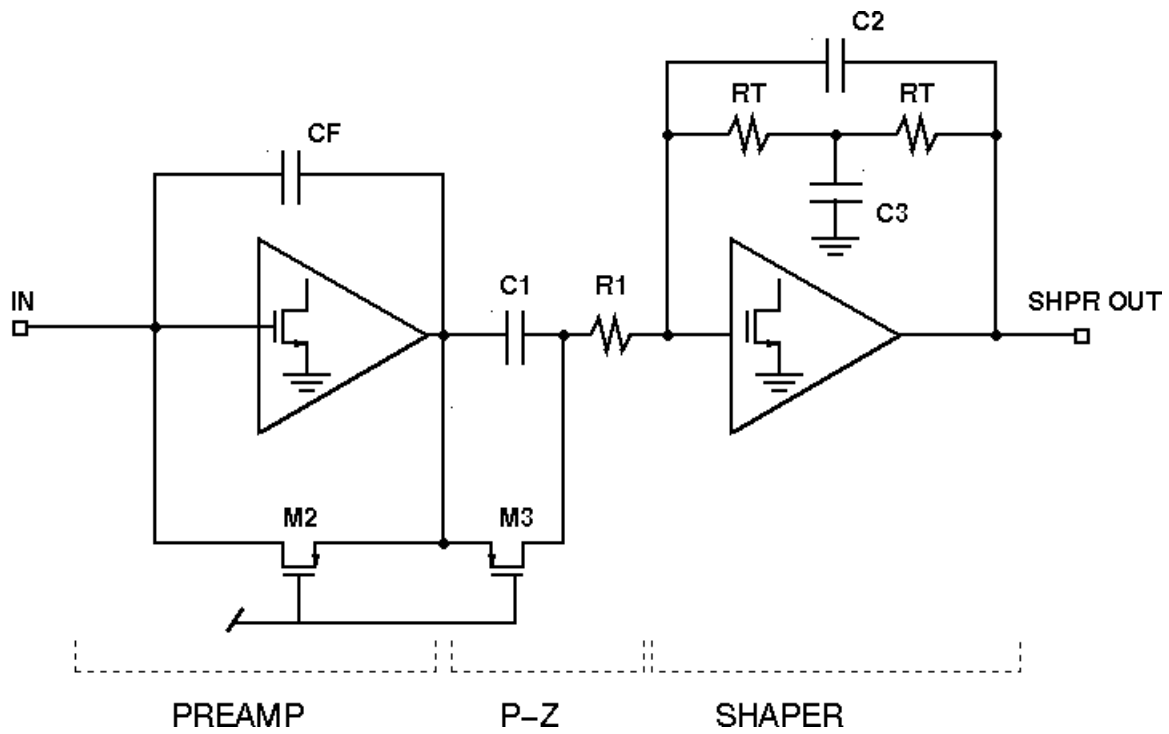 C2
RT RT
CF
C3
C1 R1
IN
SHPR OUT
M2 M3
PREAMP P-Z SHAPER